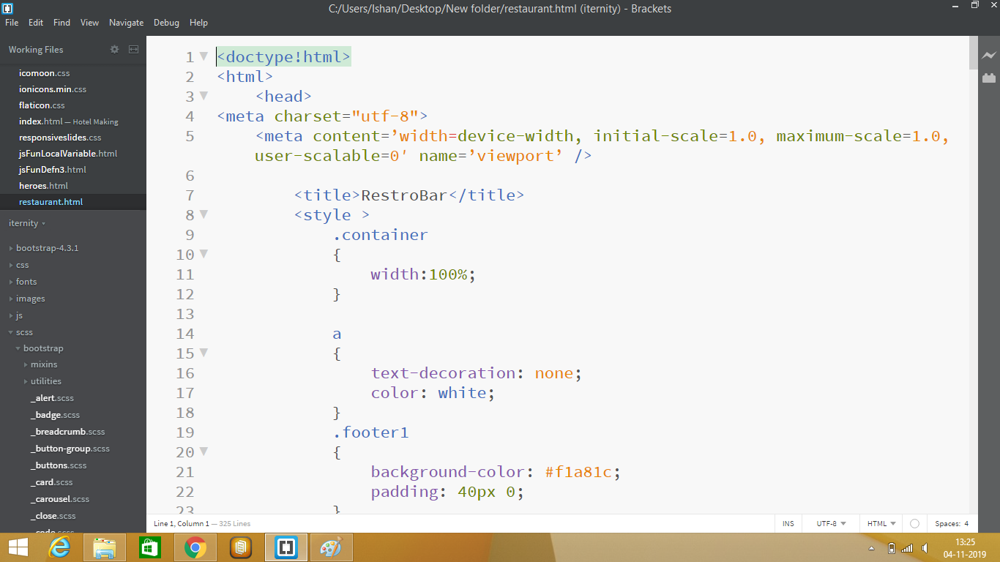 C:/Users/Ishan/Desktop/New folder/restaurant.html (iternity) - Brackets
File Edit Find View Navigate Debug Help
Working Files
icomoon.css
ionicons.min.css
flaticon.css
index.html — Hotel Making
responsiveslides.css
jsFunLocalVariable.html
jsFunDefn3.html
heroes.html
restaurant.html
iternity
bootstrap-4.3.1
css
fonts
images
js
scss
bootstrap
mixins
utilities
_alert.scss
_badge.scss
_breadcrumb.scss
_button-group.scss
_buttons.scss
_card.scss
_carousel.scss
_close.scss
_code.scss
1 <doctype!html>
2 <html>
3 <head>
4 <meta charset="utf-8">
5 <meta content=’width=device-width, initial-scale=1.0, maximum-scale=1.0,
user-scalable=0′ name=’viewport’ />
6
7 <title>RestroBar</title>
8 <style >
9 .container
10 {
11 width:100%;
12 }
13
14 a
15 {
16 text-decoration: none;
17 color: white;
18 }
19 .footer1
20 {
21 background-color: #f1a81c;
22 padding: 40px 0;
23 }
Line 1, Column 1 — 325 Lines
INS UTF-8 HTML Spaces: 4
13:25
04-11-2019